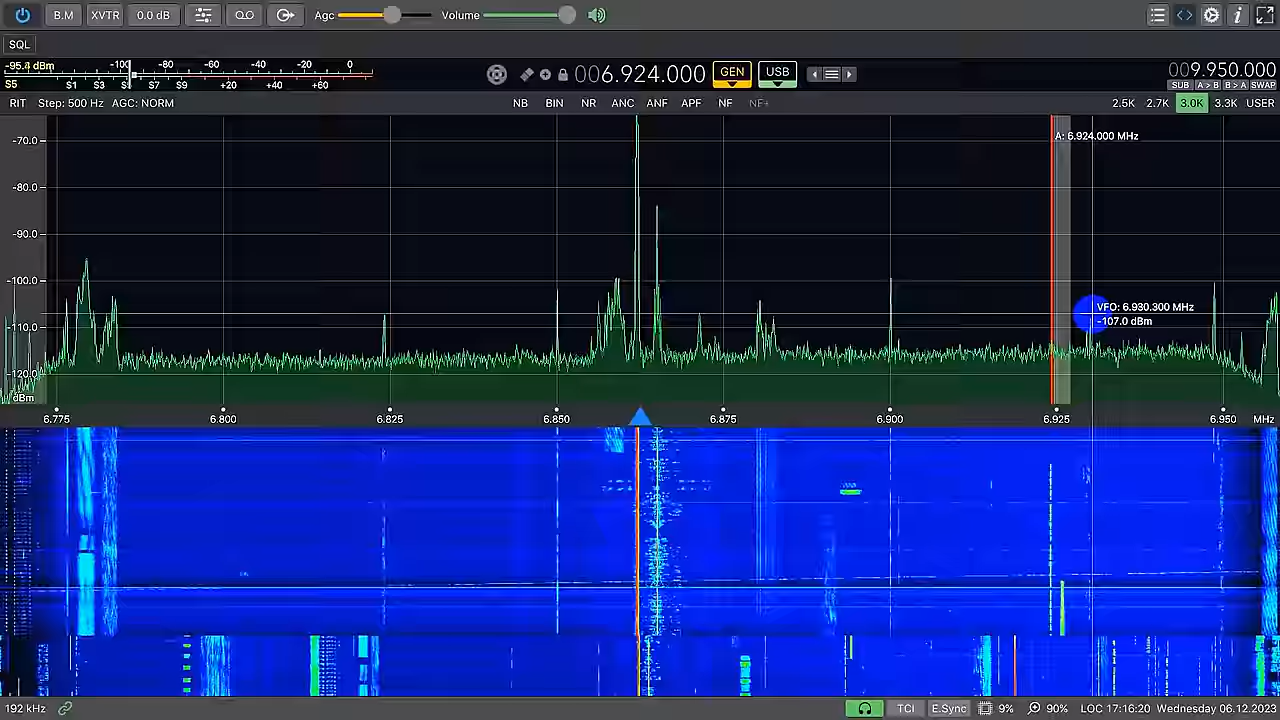 B.M XVTR 0.0 dB Agc Volume
SQL
-95.4 dBm -100 -80 -60 -40 -20 0
S5 S1 S3 S5 S7 S9 +20 +40 +60
006.924.000 GEN USB
009.950.000
SUB A > B B > A SWAP
RIT Step: 500 Hz AGC: NORM NB BIN NR ANC ANF APF NF NF+ 2.5K 2.7K 3.0K 3.3K USER
A: 6.924.000 MHz
-70.0
-80.0
-90.0
-100.0
VFO: 6.930.300 MHz
-107.0 dBm
-110.0
-120.0
dBm
6.775 6.800 6.825 6.850 6.875 6.900 6.925 6.950 MHz
192 kHz TCI E.Sync 9% 90% LOC 17:16:20 Wednesday 06.12.2023